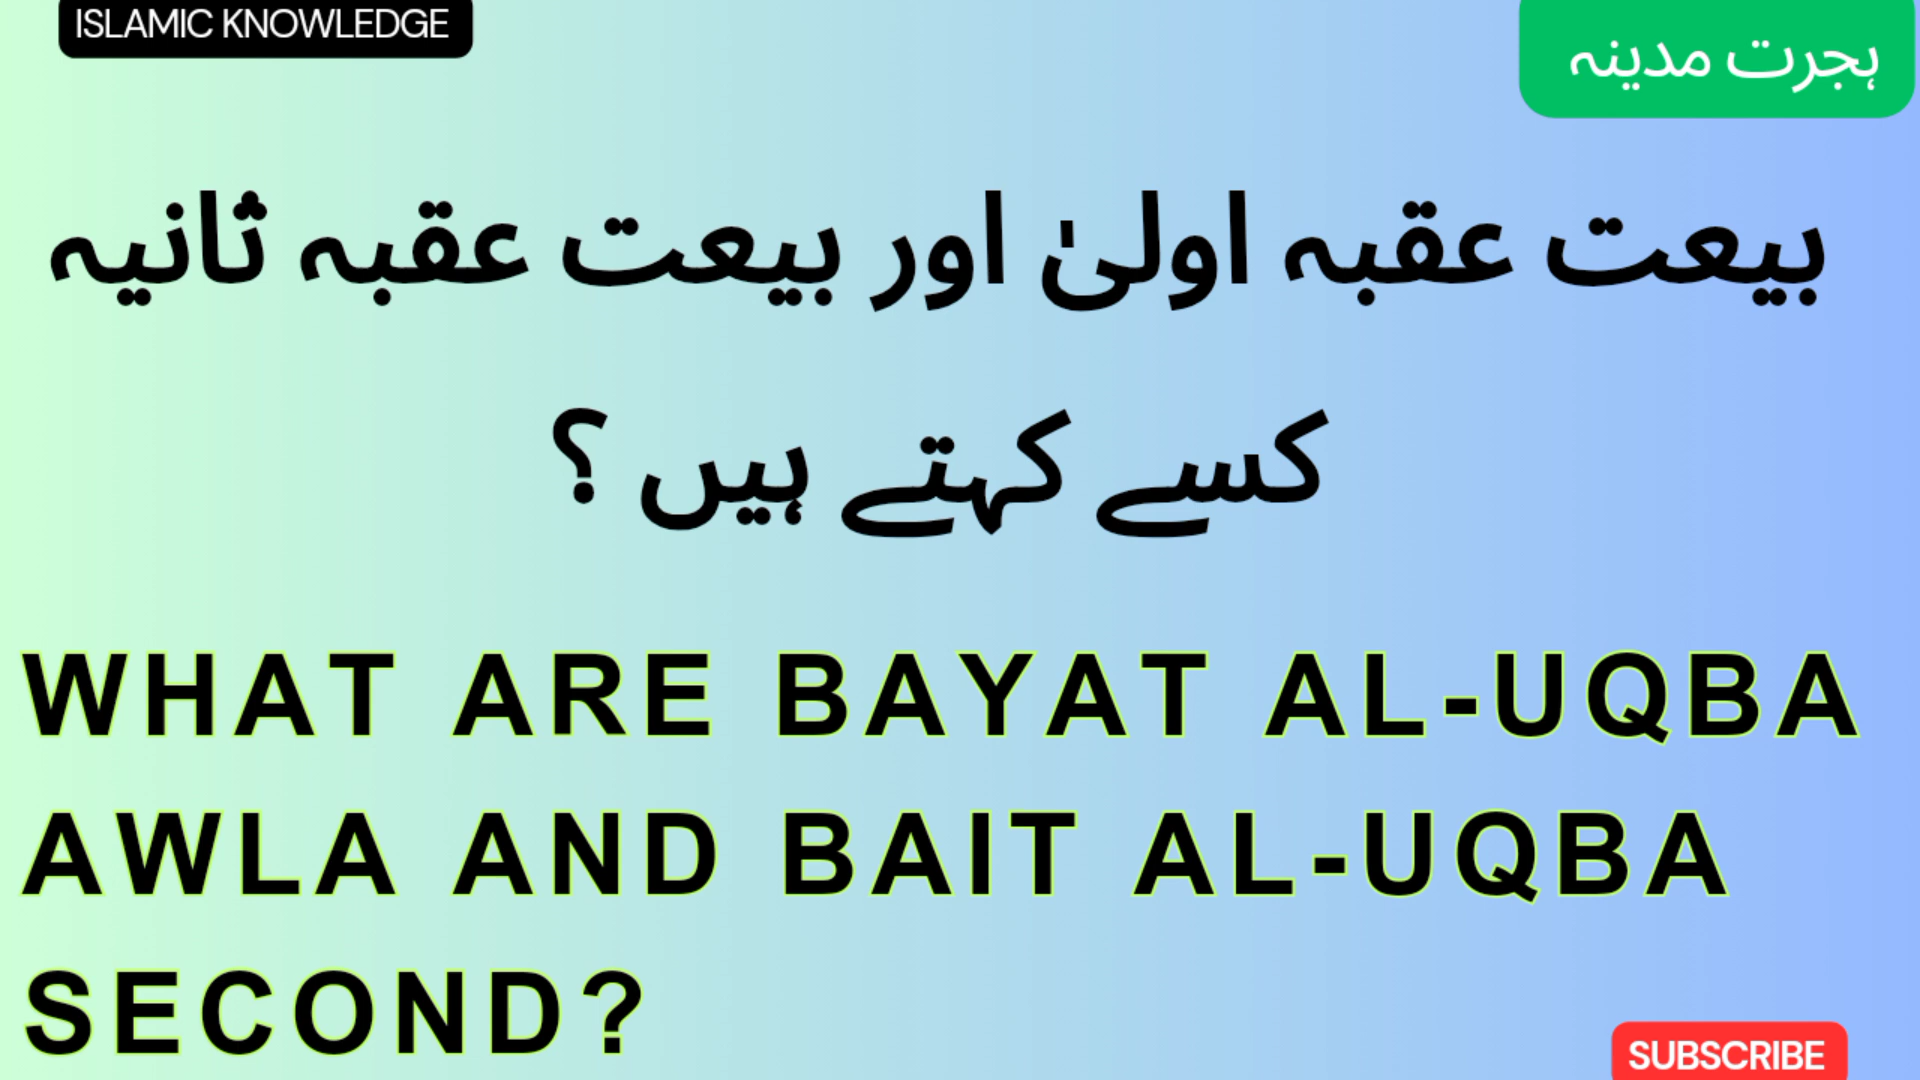 ISLAMIC KNOWLEDGE
ہجرت مدینہ
بیعت عقبہ اولیٰ اور بیعت عقبہ ثانیہ
کسے کہتے ہیں ؟
WHAT ARE BAYAT AL-UQBA
AWLA AND BAIT AL-UQBA
SECOND?
SUBSCRIBE